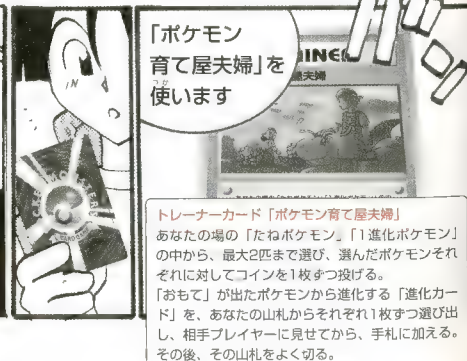 「ポケモン
育て屋夫婦」を
使います
トレーナーカード「ポケモン育て屋夫婦」
あなたの場の「たねポケモン」「1進化ポケモン」
の中から、最大2匹まで選び、選んだポケモンそれ
ぞれに対してコインを1枚ずつ投げる。
「おもて」が出たポケモンから進化する「進化カー
ド」を、あなたの山札からそれぞれ1枚ずつ選び出
し、相手プレイヤーに見せてから、手札に加える。
その後、その山札をよく切る。